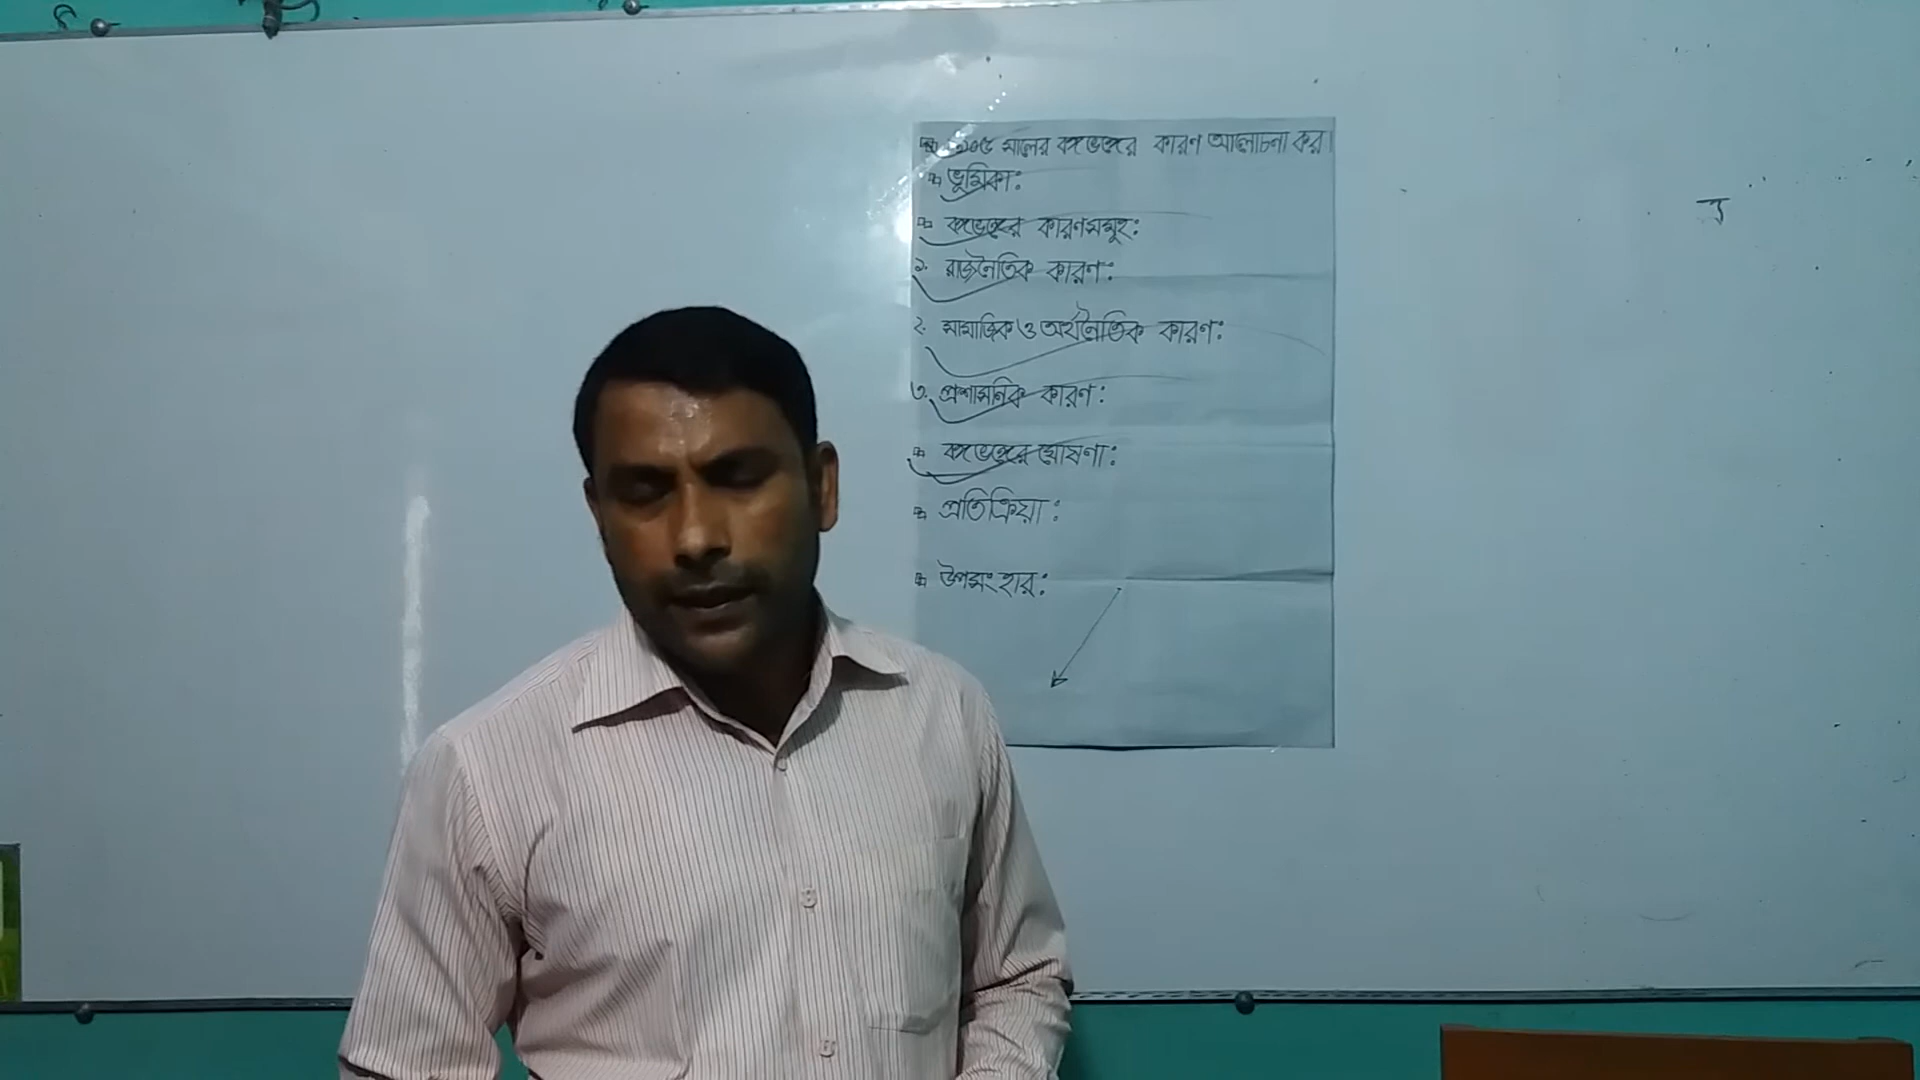 ১৯০৫ সালের বঙ্গভঙ্গের কারণ আলোচনা কর।
ভূমিকা:
বঙ্গভঙ্গের কারণসমূহ:
১. রাজনৈতিক কারণ:
২. সামাজিক ও অর্থনৈতিক কারণ:
৩. প্রশাসনিক কারণ:
বঙ্গভঙ্গের ঘোষণা:
প্রতিক্রিয়া:
উপসংহার: